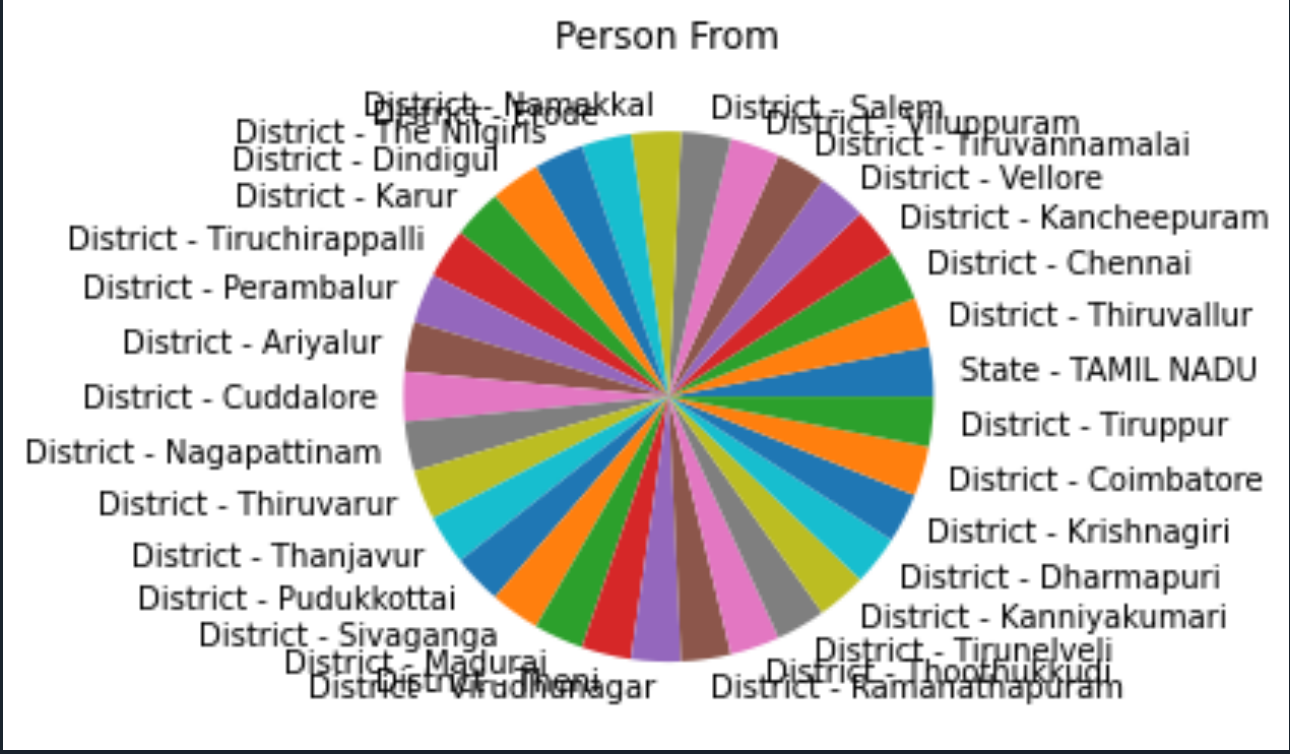 Person From
District - Namakkal
District - Erode
District - The Nilgiris
District - Dindigul
District - Karur
District - Tiruchirappalli
District - Perambalur
District - Ariyalur
District - Cuddalore
District - Nagapattinam
District - Thiruvarur
District - Thanjavur
District - Pudukkottai
District - Sivaganga
District - Madurai
District - Theni
District - Virudhunagar
District - Salem
District - Viluppuram
District - Tiruvannamalai
District - Vellore
District - Kancheepuram
District - Chennai
District - Thiruvallur
State - TAMIL NADU
District - Tiruppur
District - Coimbatore
District - Krishnagiri
District - Dharmapuri
District - Kanniyakumari
District - Tirunelveli
District - Thoothukkudi
District - Ramanathapuram